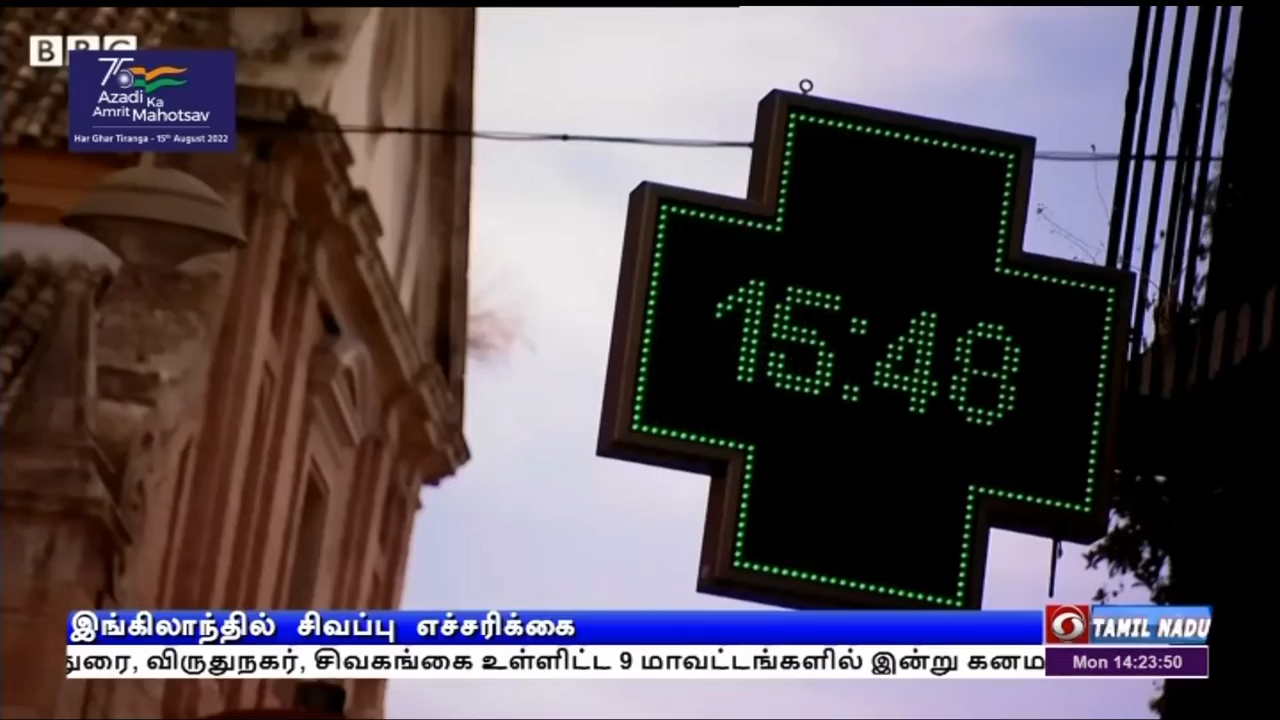 BBC
75
Azadi Ka
Amrit Mahotsav
Har Ghar Tiranga - 15th August 2022
15:48
இங்கிலாந்தில் சிவப்பு எச்சரிக்கை
TAMIL NADU
விருதுநகர், சிவகங்கை உள்ளிட்ட 9 மாவட்டங்களில் இன்று
Mon 14:23:50